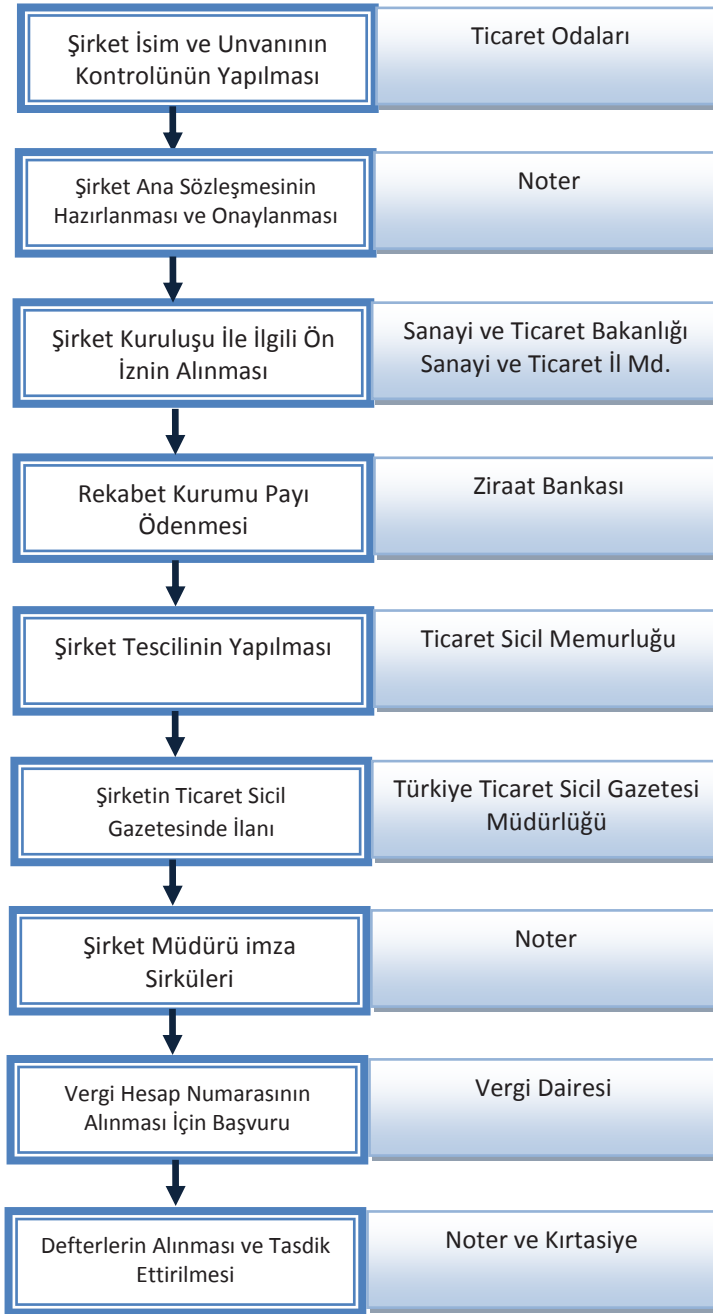 Şirket İsim ve Unvanının
Kontrolünün Yapılması
Ticaret Odaları
Şirket Ana Sözleşmesinin
Hazırlanması ve Onaylanması
Noter
Şirket Kuruluşu İle İlgili Ön
İznin Alınması
Sanayi ve Ticaret Bakanlığı
Sanayi ve Ticaret İl Md.
Rekabet Kurumu Payı
Ödenmesi
Ziraat Bankası
Şirket Tescilinin Yapılması
Ticaret Sicil Memurluğu
Şirketin Ticaret Sicil
Gazetesinde İlanı
Türkiye Ticaret Sicil Gazetesi
Müdürlüğü
Şirket Müdürü imza
Sirküleri
Noter
Vergi Hesap Numarasının
Alınması İçin Başvuru
Vergi Dairesi
Defterlerin Alınması ve Tasdik
Ettirilmesi
Noter ve Kırtasiye